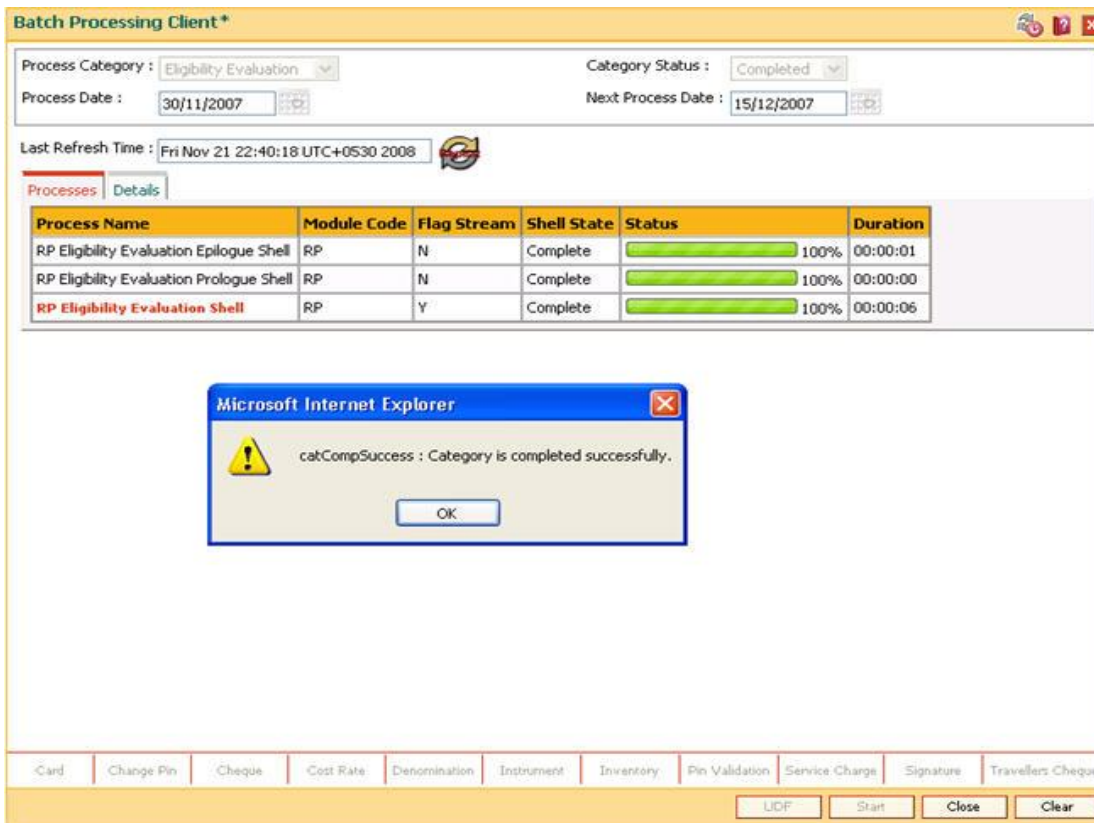 Batch Processing Client*
Process Category : Eligibility Evaluation
Category Status : Completed
Process Date : 30/11/2007
Next Process Date : 15/12/2007
Last Refresh Time : Fri Nov 21 22:40:18 UTC+0530 2008
Processes Details
Process Name Module Code Flag Stream Shell State Status Duration
RP Eligibility Evaluation Epilogue Shell RP N Complete 100% 00:00:01
RP Eligibility Evaluation Prologue Shell RP N Complete 100% 00:00:00
RP Eligibility Evaluation Shell RP Y Complete 100% 00:00:06
Microsoft Internet Explorer
catCompSuccess : Category is completed successfully.
OK
Card Change Pin Cheque Cost Rate Denomination Instrument Inventory Pin Validation Service Charge Signature Travellers Cheque
UDF Start Close Clear